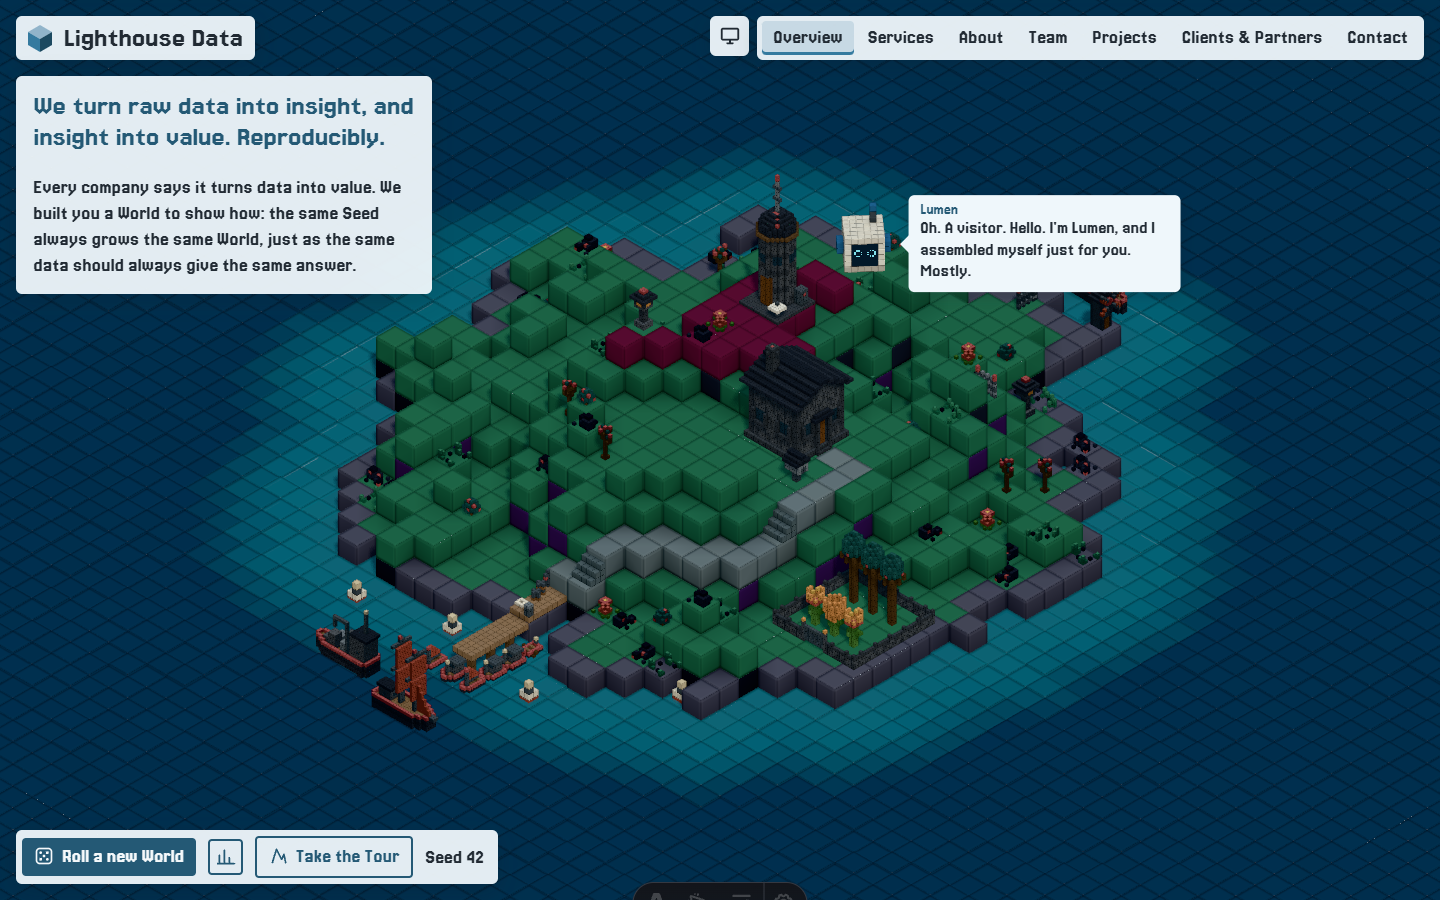 Lighthouse Data
Overview Services About Team Projects Clients & Partners Contact
We turn raw data into insight, and
insight into value. Reproducibly.
Every company says it turns data into value. We
built you a World to show how: the same Seed
always grows the same World, just as the same
data should always give the same answer.
Lumen
Oh. A visitor. Hello. I'm Lumen, and I
assembled myself just for you.
Mostly.
Roll a new World
Take the Tour
Seed 42